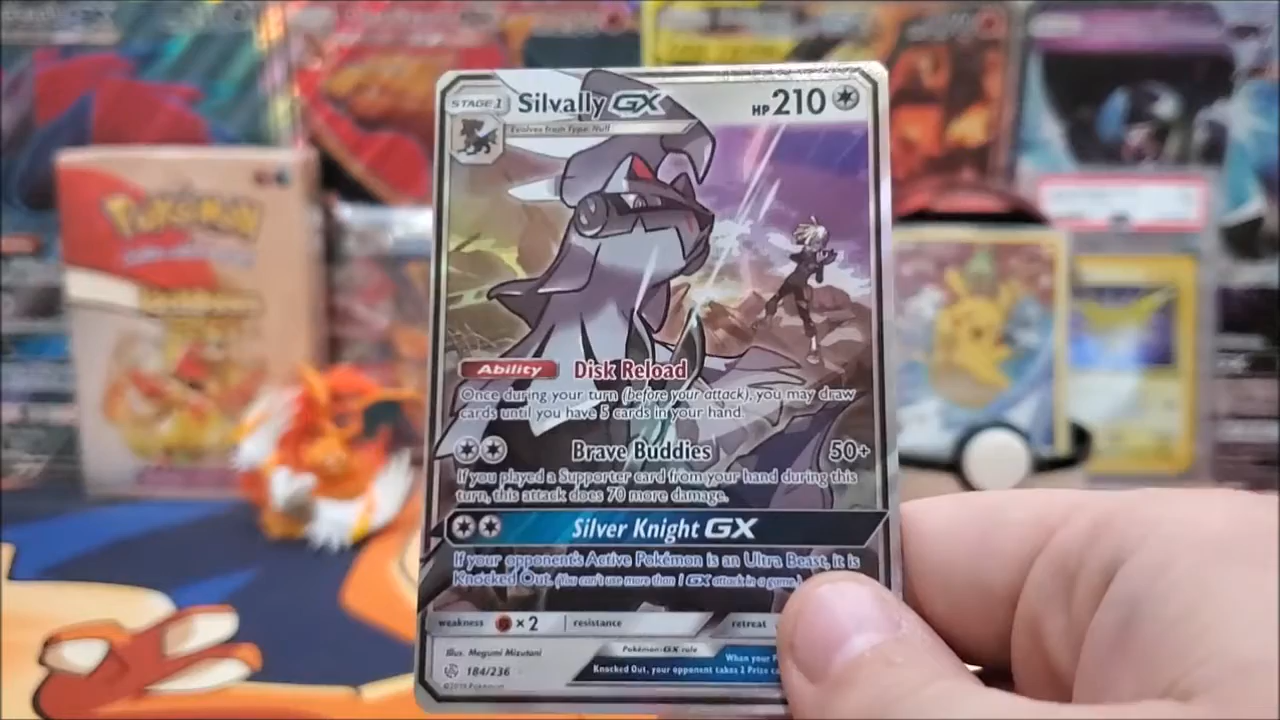 STAGE 1 Silvally GX HP 210
Evolves from Type: Null
Pokémon
Ability Disk Reload
Once during your turn (before your attack), you may draw
cards until you have 5 cards in your hand.
Brave Buddies 50+
If you played a Supporter card from your hand during this
turn, this attack does 70 more damage.
Silver Knight GX
If your opponent's Active Pokémon is an Ultra Beast, it is
Knocked Out. (You can't use more than 1 GX attack in a game.)
weakness ×2 resistance retreat
Illus. Megumi Mizutani
Pokémon-GX rule
When your
184/236
Knocked Out, your opponent takes 2 Prize
©2019 Pokémon